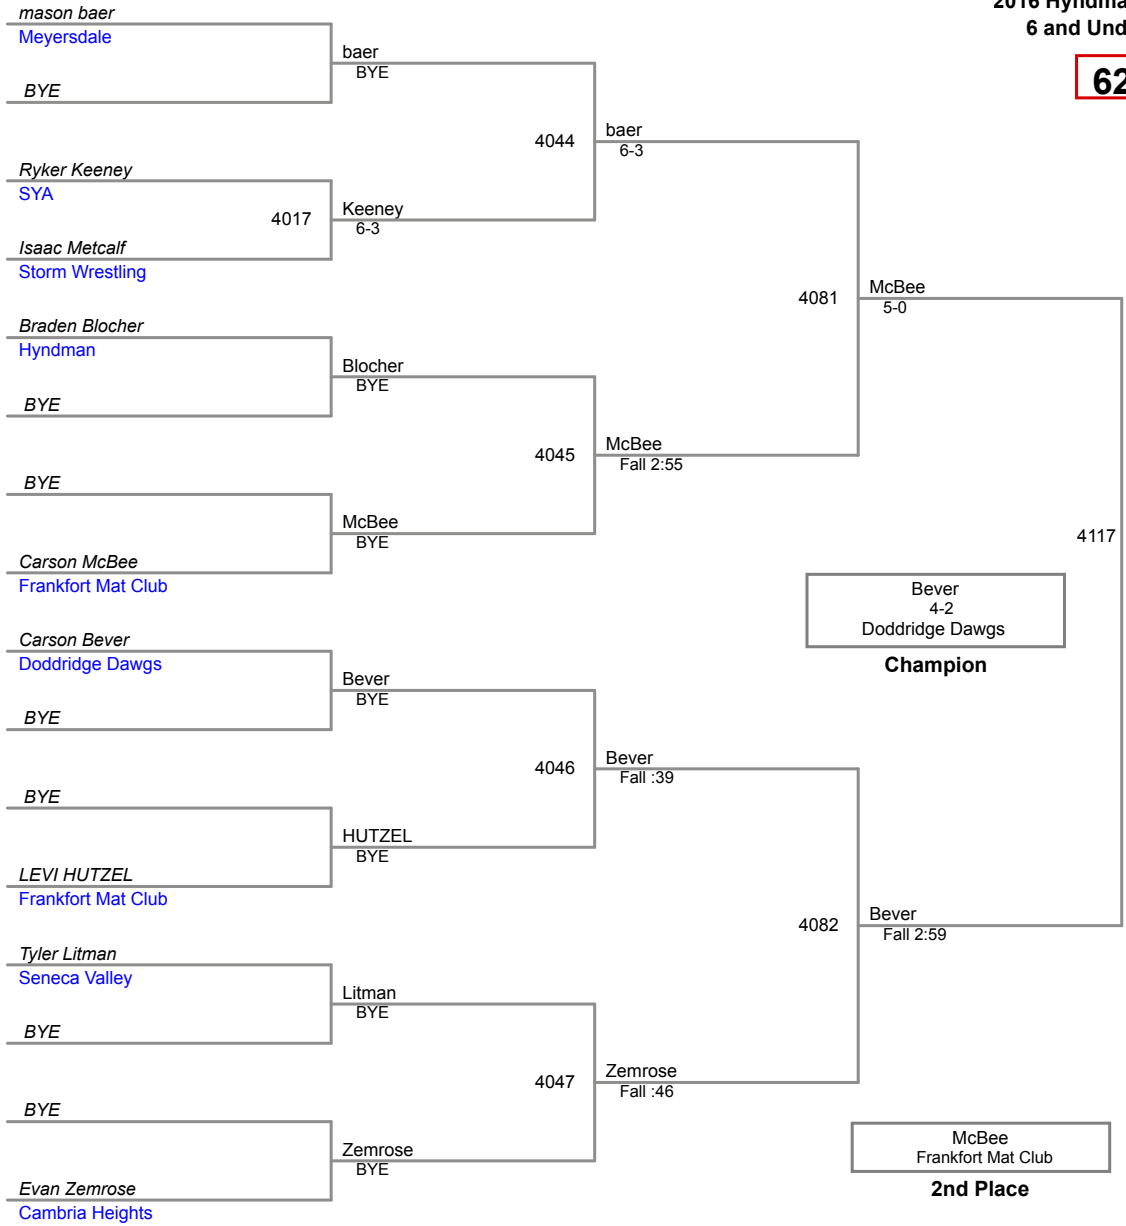 2016 Hyndma
6 and Und
62
mason baer
Meyersdale
BYE
baer
BYE
Ryker Keeney
SYA
4017
Isaac Metcalf
Storm Wrestling
Keeney
6-3
4044
baer
6-3
Braden Blocher
Hyndman
BYE
Blocher
BYE
BYE
Carson McBee
Frankfort Mat Club
McBee
BYE
4045
McBee
Fall 2:55
4081
McBee
5-0
4117
Bever
4-2
Doddridge Dawgs
Champion
Carson Bever
Doddridge Dawgs
BYE
Bever
BYE
BYE
LEVI HUTZEL
Frankfort Mat Club
HUTZEL
BYE
4046
Bever
Fall :39
Tyler Litman
Seneca Valley
BYE
Litman
BYE
BYE
Evan Zemrose
Cambria Heights
Zemrose
BYE
4047
Zemrose
Fall :46
4082
Bever
Fall 2:59
McBee
Frankfort Mat Club
2nd Place